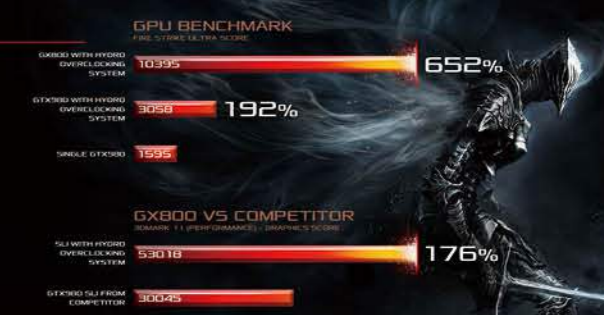 GPU BENCHMARK
FIRE STRIKE ULTRA SCORE
GX800 WITH HYDRO
OVERCLOCKING
SYSTEM
10395
652%
GTX980 WITH HYDRO
OVERCLOCKING
SYSTEM
3058
192%
SINGLE GTX980
1595
GX800 VS COMPETITOR
3DMARK 11 (PERFORMANCE) - GRAPHICS SCORE
SLI WITH HYDRO
OVERCLOCKING
SYSTEM
53018
176%
GTX980 SLI FROM
COMPETITOR
30045